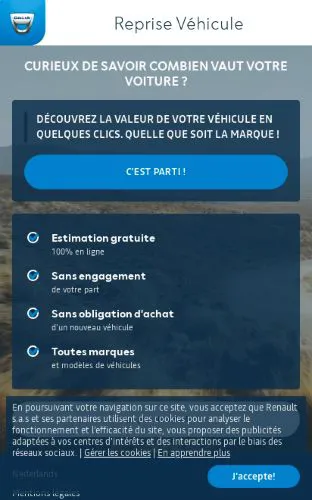 DACIA
Reprise Véhicule
CURIEUX DE SAVOIR COMBIEN VAUT VOTRE
VOITURE ?
DÉCOUVREZ LA VALEUR DE VOTRE VÉHICULE EN
QUELQUES CLICS. QUELLE QUE SOIT LA MARQUE !
C'EST PARTI !
Estimation gratuite
100% en ligne
Sans engagement
de votre part
Sans obligation d'achat
d'un nouveau véhicule
Toutes marques
et modèles de véhicules
En poursuivant votre navigation sur ce site, vous acceptez que Renault
s.a.s et ses partenaires utilisent des cookies pour analyser le
fonctionnement et l'efficacité du site, vous proposer des publicités
adaptées à vos centres d'intérêts et des interactions par le biais des
réseaux sociaux. | Gérer les cookies | En apprendre plus
Nederlands
J'accepte!
Mentions légales